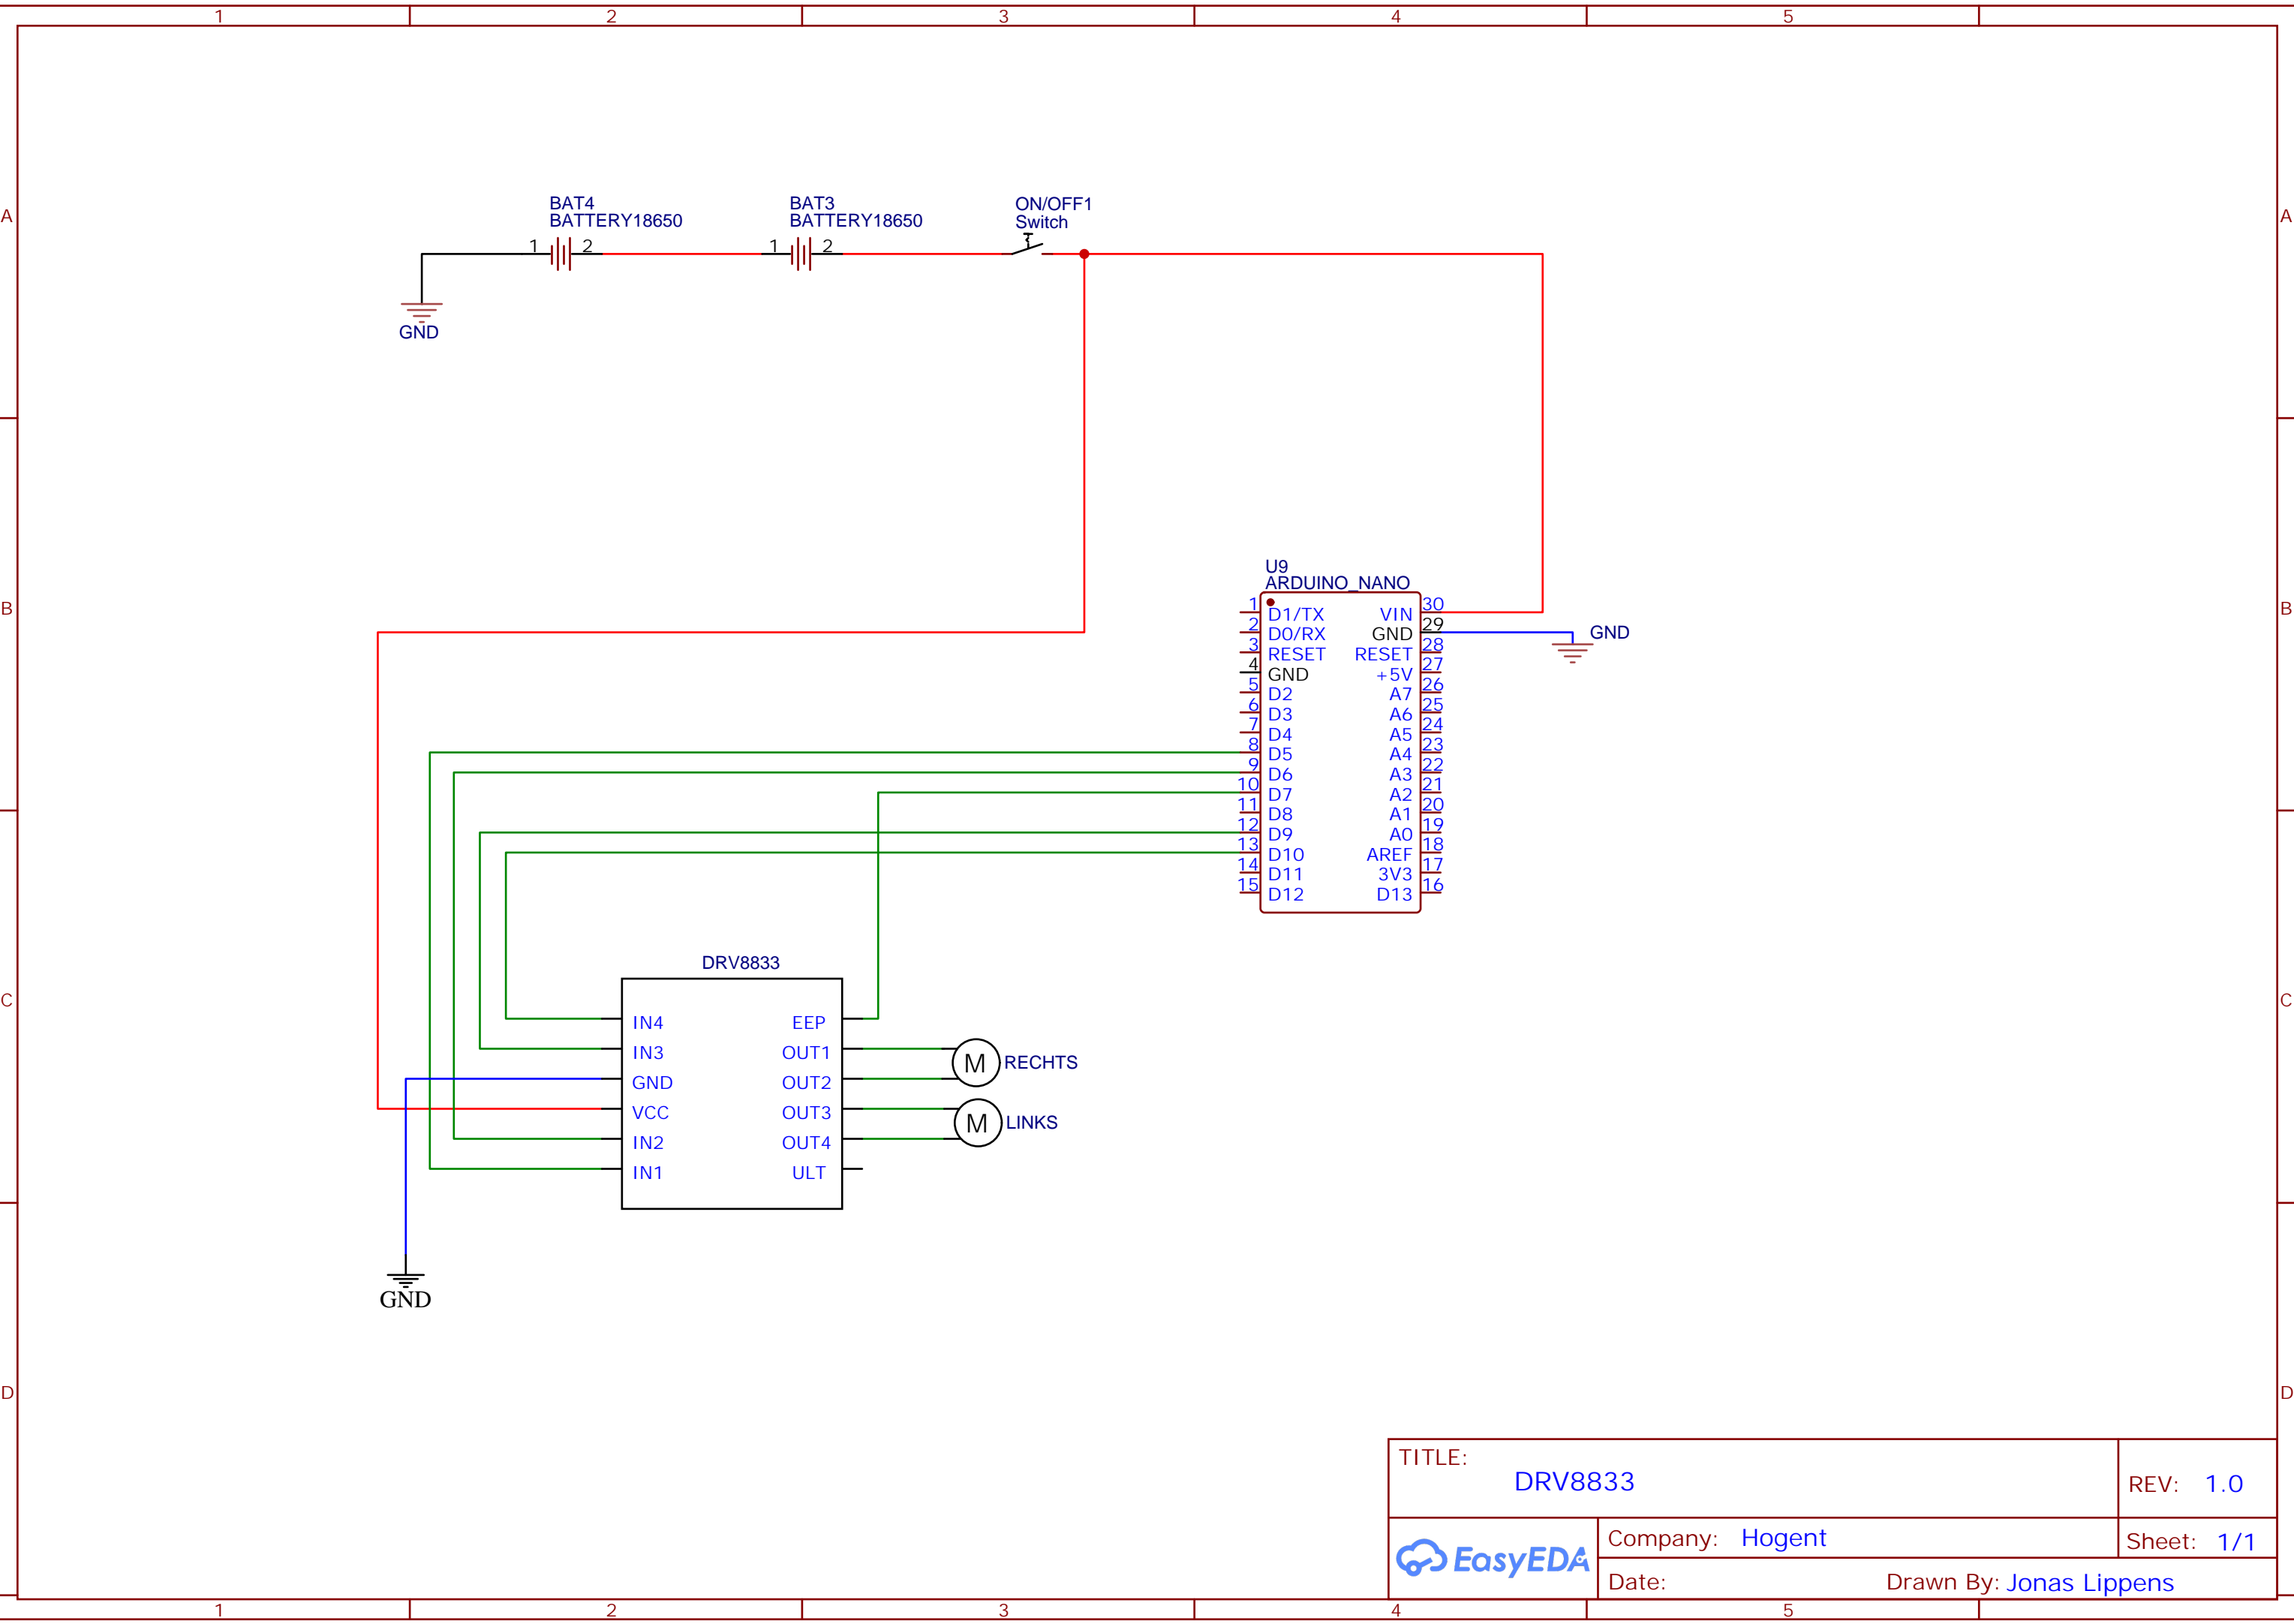 1 2 3 4 5
A A
BAT4
BATTERY18650
1 2
BAT3
BATTERY18650
1 2
ON/OFF1
Switch
GND
B B
U9
ARDUINO_NANO
1 D1/TX VIN 30
2 D0/RX GND 29
GND
3 RESET RESET 28
4 GND +5V 27
5 D2 A7 26
6 D3 A6 25
7 D4 A5 24
8 D5 A4 23
9 D6 A3 22
10 D7 A2 21
11 D8 A1 20
12 D9 A0 19
13 D10 AREF 18
14 D11 3V3 17
15 D12 D13 16
C C
DRV8833
IN4 EEP
IN3 OUT1
GND OUT2
VCC OUT3
IN2 OUT4
IN1 ULT
M RECHTS
M LINKS
GND
D D
TITLE:
DRV8833
REV: 1.0
EasyEDA
Company: Hogent
Sheet: 1/1
Date:
Drawn By: Jonas Lippens
1 2 3 4 5